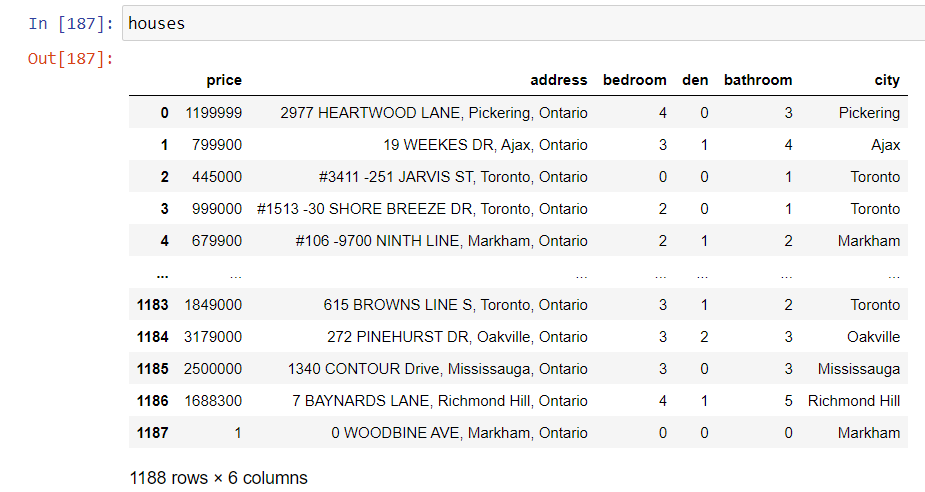 In [187]: houses
Out[187]:
price address bedroom den bathroom city
0 1199999 2977 HEARTWOOD LANE, Pickering, Ontario 4 0 3 Pickering
1 799900 19 WEEKES DR, Ajax, Ontario 3 1 4 Ajax
2 445000 #3411 -251 JARVIS ST, Toronto, Ontario 0 0 1 Toronto
3 999000 #1513 -30 SHORE BREEZE DR, Toronto, Ontario 2 0 1 Toronto
4 679900 #106 -9700 NINTH LINE, Markham, Ontario 2 1 2 Markham
... ... ... ... ... ... ...
1183 1849000 615 BROWNS LINE S, Toronto, Ontario 3 1 2 Toronto
1184 3179000 272 PINEHURST DR, Oakville, Ontario 3 2 3 Oakville
1185 2500000 1340 CONTOUR Drive, Mississauga, Ontario 3 0 3 Mississauga
1186 1688300 7 BAYNARDS LANE, Richmond Hill, Ontario 4 1 5 Richmond Hill
1187 1 0 WOODBINE AVE, Markham, Ontario 0 0 0 Markham
1188 rows × 6 columns